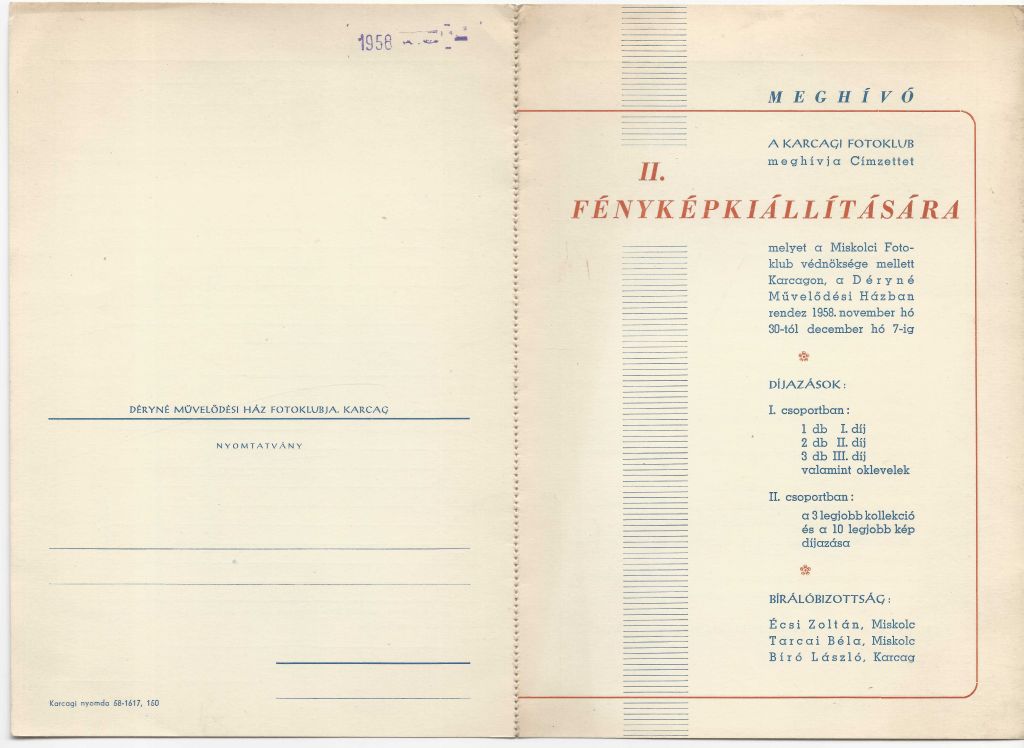 1958
DÉRYNÉ MŰVELŐDÉSI HÁZ FOTOKLUBJA, KARCAG
NYOMTATVÁNY
Karcagi nyomda 58-1617, 150
MEGHÍVÓ
A KARCAGI FOTOKLUB
meghívja Címzettet
II.
FÉNYKÉPKIÁLLÍTÁSÁRA
melyet a Miskolci Foto-
klub védnöksége mellett
Karcagon, a Déryné
Művelődési Házban
rendez 1958. november hó
30-tól december hó 7-ig
DÍJAZÁSOK:
I. csoportban:
1 db I. díj
2 db II. díj
3 db III. díj
valamint oklevelek
II. csoportban:
a 3 legjobb kollekció
és a 10 legjobb kép
díjazása
BÍRÁLÓBIZOTTSÁG:
Écsi Zoltán, Miskolc
Tarcai Béla, Miskolc
Bíró László, Karcag